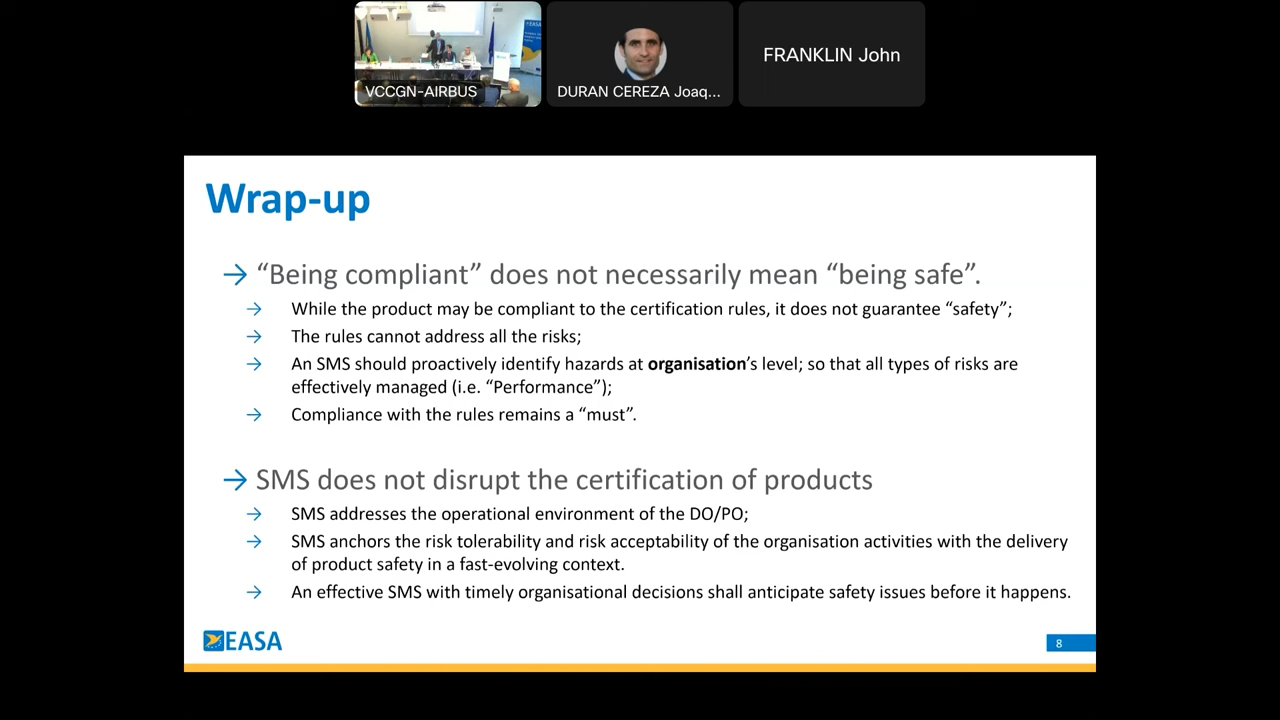 EASA
VCCGN-AIRBUS
DURAN CEREZA Joaq...
FRANKLIN John
Wrap-up
→ “Being compliant” does not necessarily mean “being safe”.
→ While the product may be compliant to the certification rules, it does not guarantee “safety”;
→ The rules cannot address all the risks;
→ An SMS should proactively identify hazards at organisation’s level; so that all types of risks are
effectively managed (i.e. “Performance”);
→ Compliance with the rules remains a “must”.
→ SMS does not disrupt the certification of products
→ SMS addresses the operational environment of the DO/PO;
→ SMS anchors the risk tolerability and risk acceptability of the organisation activities with the delivery
of product safety in a fast-evolving context.
→ An effective SMS with timely organisational decisions shall anticipate safety issues before it happens.
EASA
8